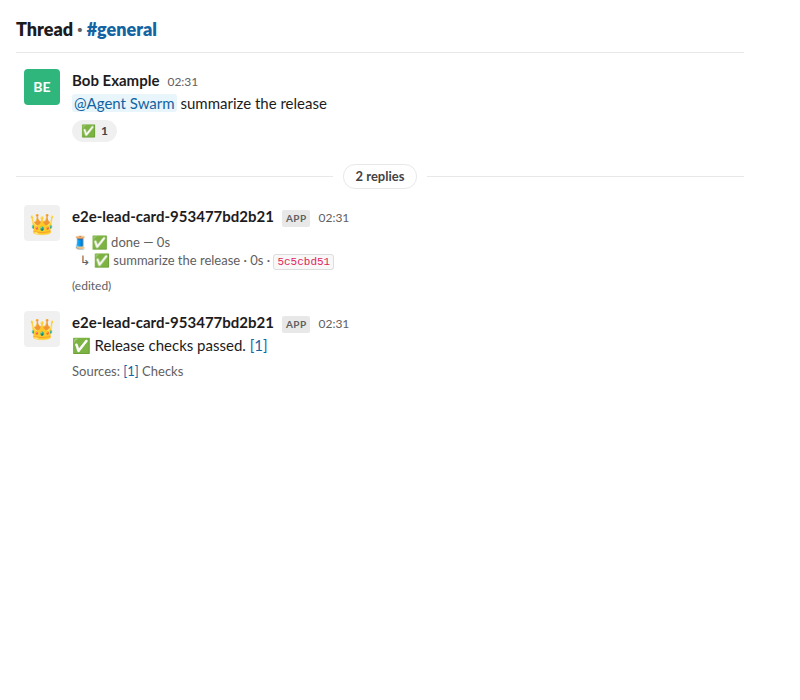 Thread • #general
BE
Bob Example 02:31
@Agent Swarm summarize the release
✅ 1
2 replies
e2e-lead-card-953477bd2b21 APP 02:31
🧵 ✅ done — 0s
↳ ✅ summarize the release · 0s · 5c5cbd51
(edited)
e2e-lead-card-953477bd2b21 APP 02:31
✅ Release checks passed. [1]
Sources: [1] Checks